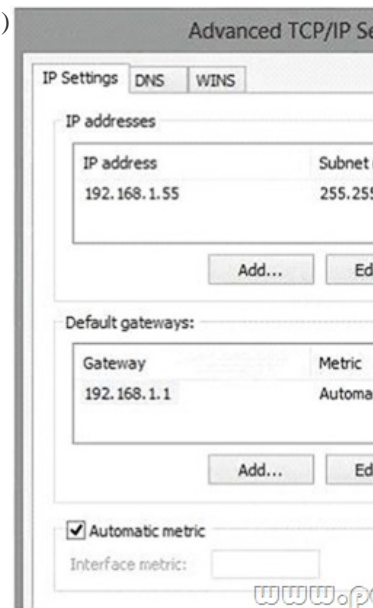 )
Advanced TCP/IP Se
IP Settings DNS WINS
IP addresses
IP address Subnet
192.168.1.55 255.255
Add... Ed
Default gateways:
Gateway Metric
192.168.1.1 Automa
Add... Ed
Automatic metric
Interface metric: